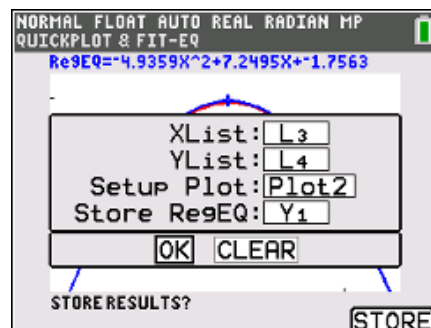 NORMAL FLOAT AUTO REAL RADIAN MP
QUICKPLOT & FIT-EQ
RegEQ=-4.9359X^2+7.2495X+-1.7563
XList: L3
YList: L4
Setup Plot: Plot2
Store RegEQ: Y1
OK CLEAR
STORE RESULTS?
STORE